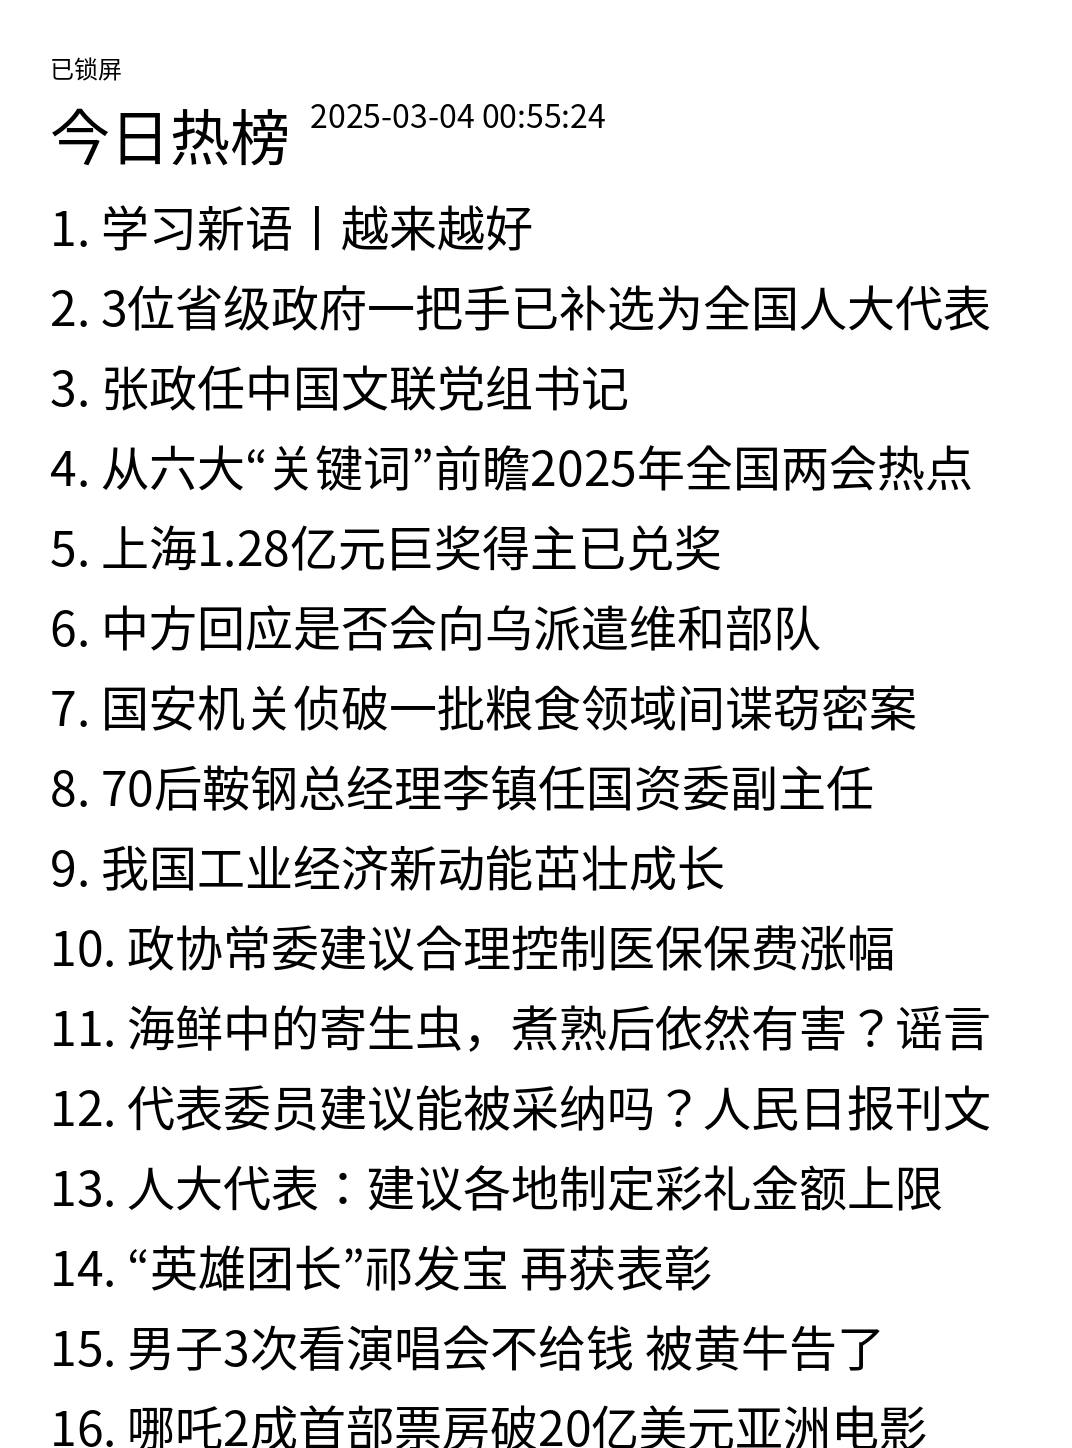 已锁屏
今日热榜 2025-03-04 00:55:24
1. 学习新语丨越来越好
2. 3位省级政府一把手已补选为全国人大代表
3. 张政任中国文联党组书记
4. 从六大“关键词”前瞻2025年全国两会热点
5. 上海1.28亿元巨奖得主已兑奖
6. 中方回应是否会向乌派遣维和部队
7. 国安机关侦破一批粮食领域间谍窃密案
8. 70后鞍钢总经理李镇任国资委副主任
9. 我国工业经济新动能茁壮成长
10. 政协常委建议合理控制医保保费涨幅
11. 海鲜中的寄生虫，煮熟后依然有害？谣言
12. 代表委员建议能被采纳吗？人民日报刊文
13. 人大代表：建议各地制定彩礼金额上限
14. “英雄团长”祁发宝 再获表彰
15. 男子3次看演唱会不给钱 被黄牛告了
16. 哪吒2成首部票房破20亿美元亚洲电影